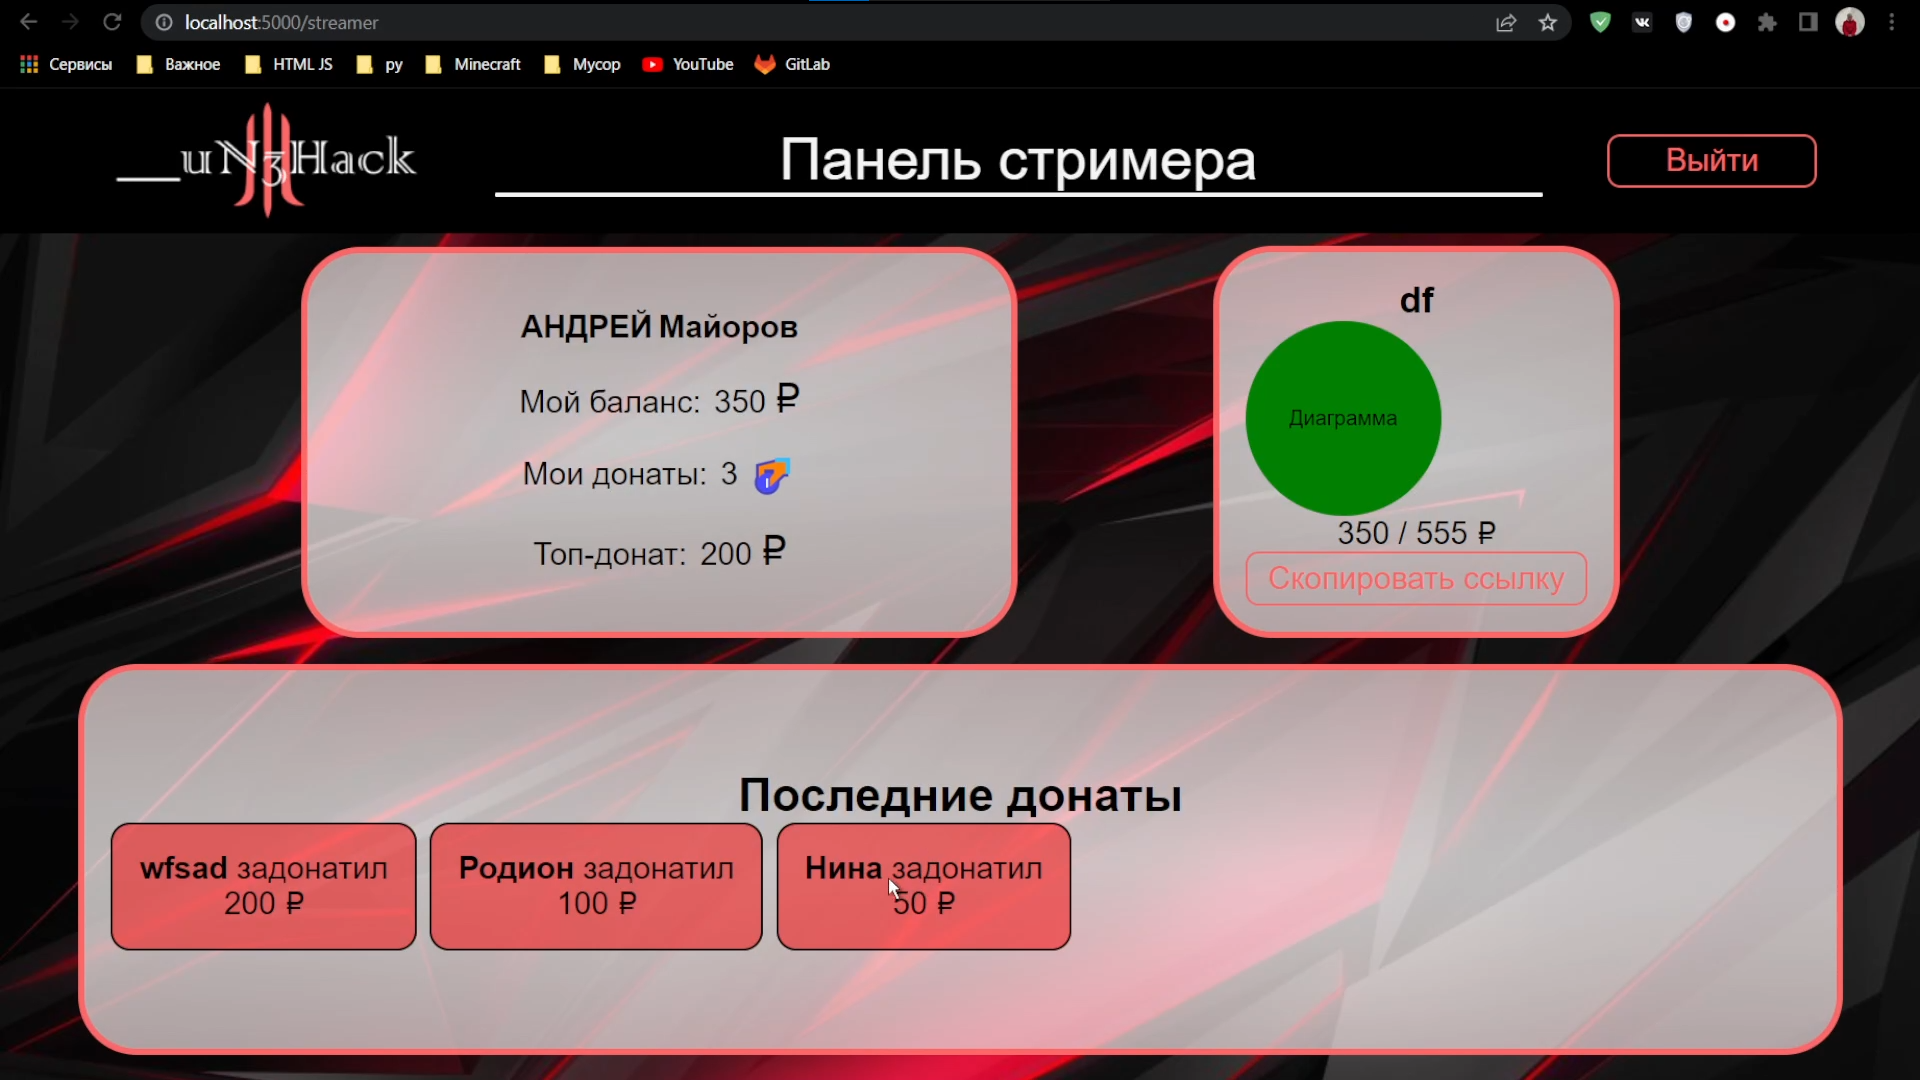 localhost:5000/streamer
Сервисы Важное HTML JS py Minecraft Мусор YouTube GitLab
__uN3Hack
Панель стримера
Выйти
АНДРЕЙ Майоров
Мой баланс: 350 ₽
Мои донаты: 3
Топ-донат: 200 ₽
df
Диаграмма
350 / 555 ₽
Скопировать ссылку
Последние донаты
wfsad задонатил
200 ₽
Родион задонатил
100 ₽
Нина задонатил
50 ₽